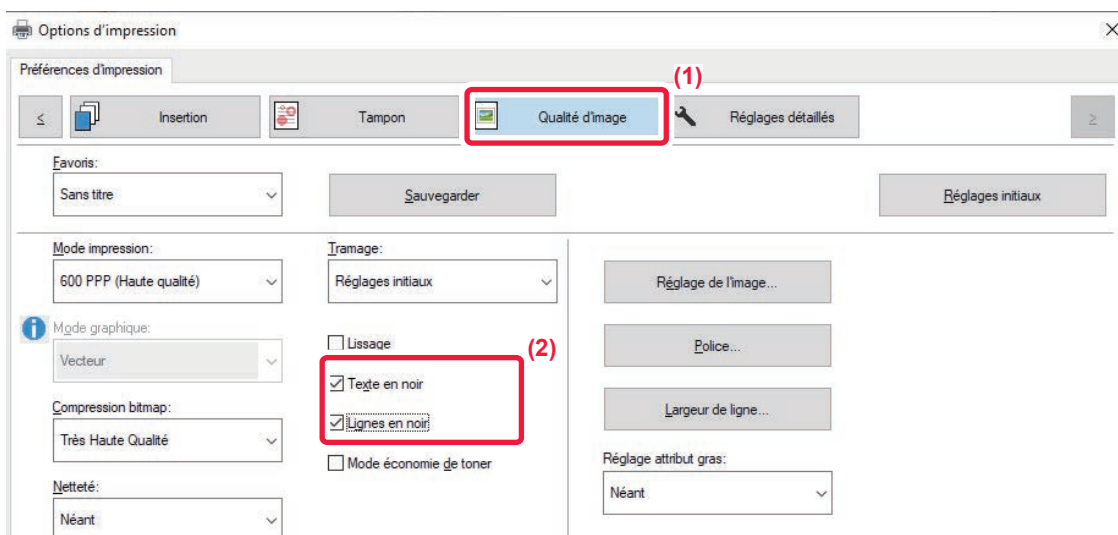 Options d'impression
Préférences d'impression
(1)
< Insertion Tampon Qualité d'image Réglages détaillés >
Favoris:
Sans titre Sauvegarder Réglages initiaux
Mode impression: Tramage:
600 PPP (Haute qualité) Réglages initiaux Réglage de l'image...
Mode graphique:
Vecteur Lissage (2) Police...
Texte en noir
Compression bitmap: Lignes en noir Largeur de ligne...
Très Haute Qualité
Mode économie de toner Réglage attribut gras:
Netteté:
Néant Néant